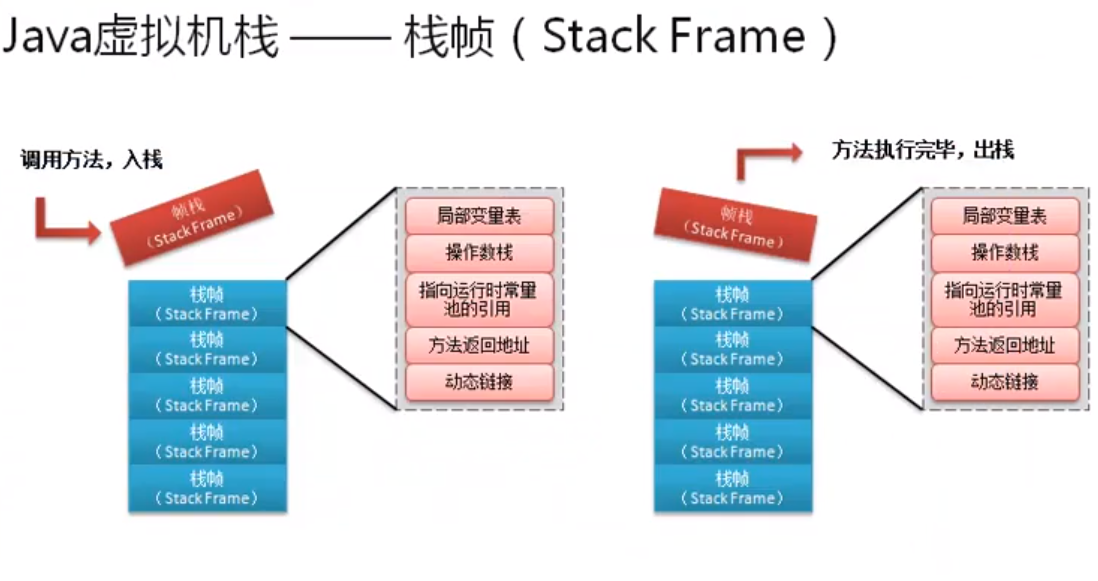 Java虚拟机栈 —— 栈帧（Stack Frame）
调用方法，入栈
帧栈
（Stack Frame）
栈帧
（Stack Frame）
栈帧
（Stack Frame）
栈帧
（Stack Frame）
栈帧
（Stack Frame）
栈帧
（Stack Frame）
局部变量表
操作数栈
指向运行时常量
池的引用
方法返回地址
动态链接
方法执行完毕，出栈
帧栈
（Stack Frame）
栈帧
（Stack Frame）
栈帧
（Stack Frame）
栈帧
（Stack Frame）
栈帧
（Stack Frame）
栈帧
（Stack Frame）
局部变量表
操作数栈
指向运行时常量
池的引用
方法返回地址
动态链接